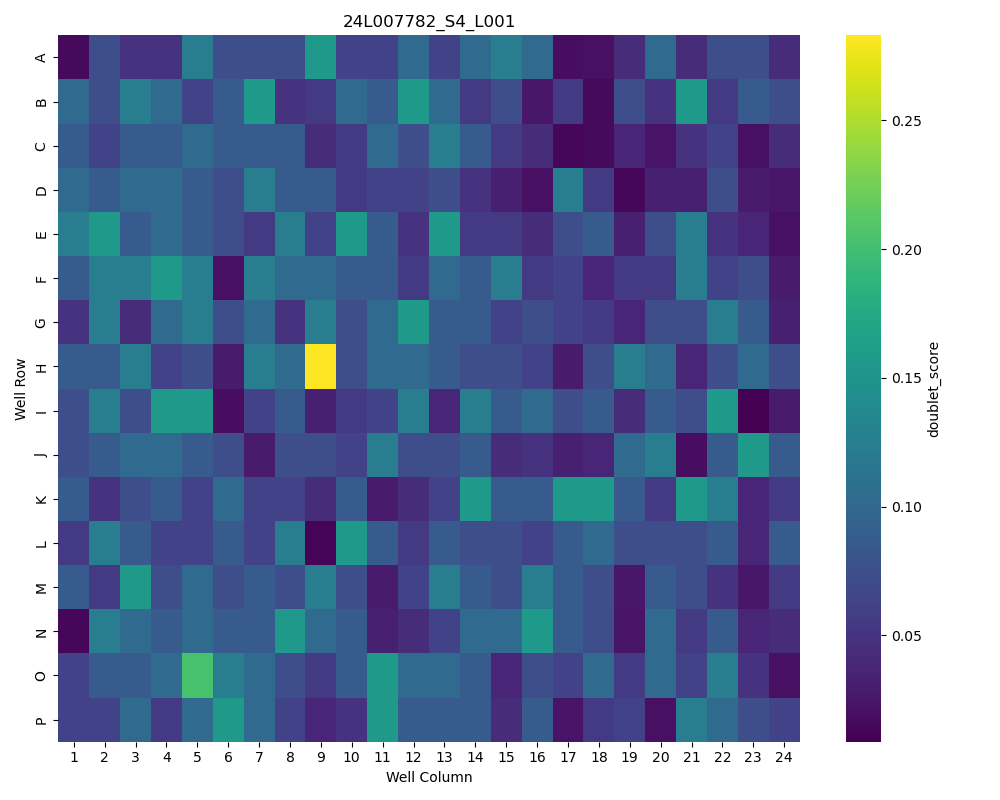 24L007782_S4_L001
Well Row
A
B
C
D
E
F
G
H
I
J
K
L
M
N
O
P
1 2 3 4 5 6 7 8 9 10 11 12 13 14 15 16 17 18 19 20 21 22 23 24
Well Column
0.25
0.20
0.15
0.10
0.05
doublet_score